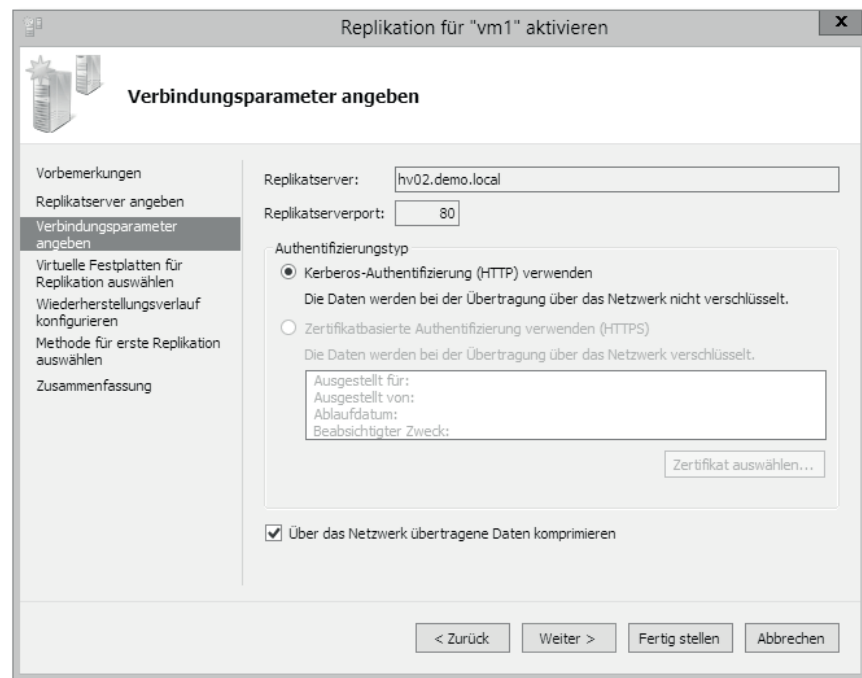 Replikation für "vm1" aktivieren
x
Verbindungsparameter angeben
Vorbemerkungen
Replikatserver angeben
Verbindungsparameter
angeben
Virtuelle Festplatten für
Replikation auswählen
Wiederherstellungsverlauf
konfigurieren
Methode für erste Replikation
auswählen
Zusammenfassung
Replikatserver: hv02.demo.local
Replikatserverport: 80
Authentifizierungstyp
Kerberos-Authentifizierung (HTTP) verwenden
Die Daten werden bei der Übertragung über das Netzwerk nicht verschlüsselt.
Zertifikatbasierte Authentifizierung verwenden (HTTPS)
Die Daten werden bei der Übertragung über das Netzwerk verschlüsselt.
Ausgestellt für:
Ausgestellt von:
Ablaufdatum:
Beabsichtigter Zweck:
Zertifikat auswählen...
Über das Netzwerk übertragene Daten komprimieren
< Zurück Weiter > Fertig stellen Abbrechen